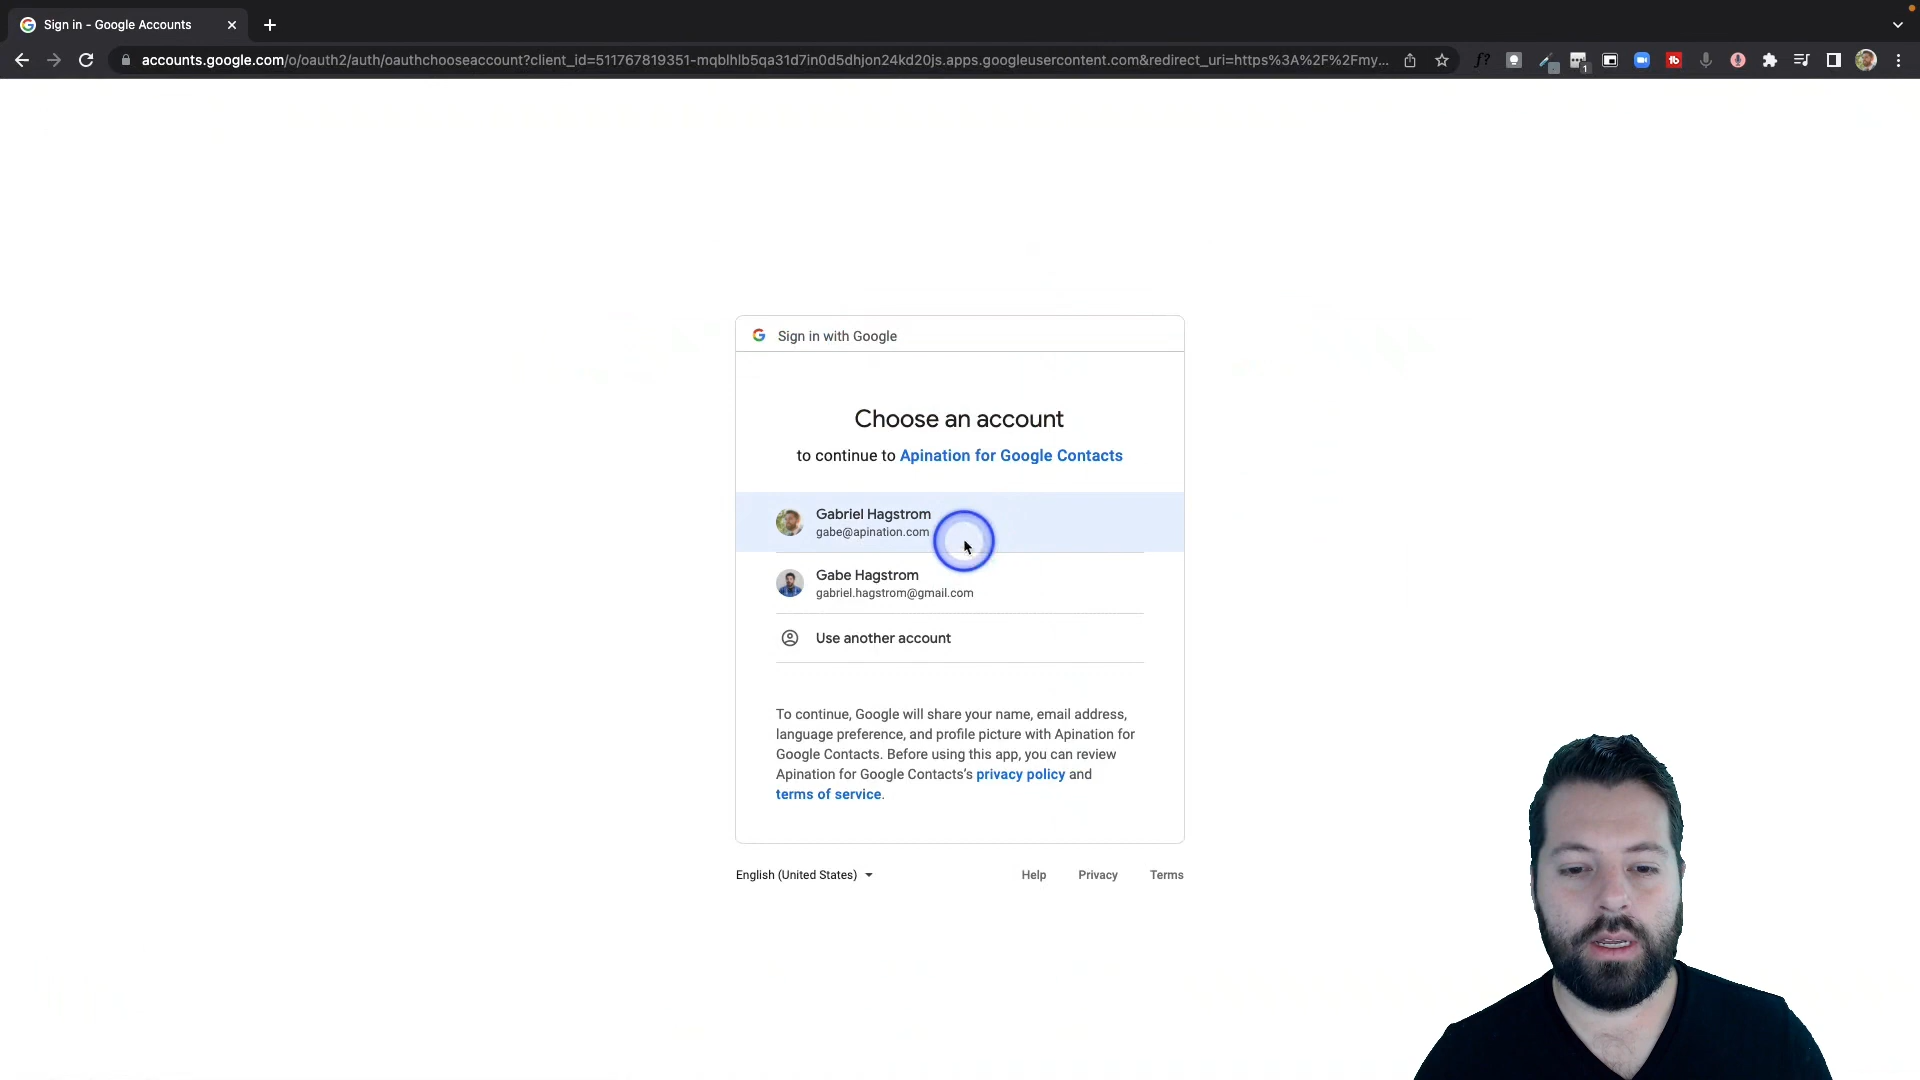 Sign in - Google Accounts
accounts.google.com/o/oauth2/auth/oauthchooseaccount?client_id=511767819351-mqblhlb5qa31d7in0d5dhjon24kd20js.apps.googleusercontent.com&redirect_uri=https%3A%2F%2Fmy...
Sign in with Google
Choose an account
to continue to Apination for Google Contacts
Gabriel Hagstrom
gabe@apination.com
Gabe Hagstrom
gabriel.hagstrom@gmail.com
Use another account
To continue, Google will share your name, email address,
language preference, and profile picture with Apination for
Google Contacts. Before using this app, you can review
Apination for Google Contacts's privacy policy and
terms of service.
English (United States)
Help Privacy Terms